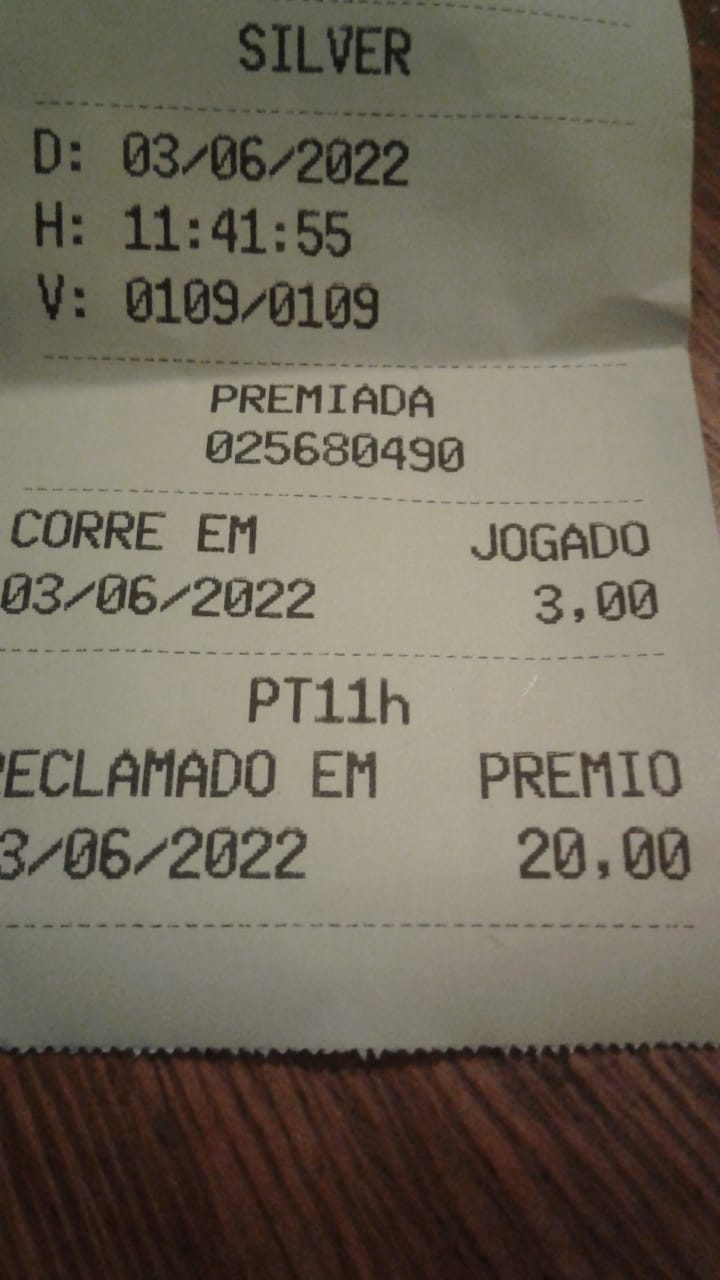 SILVER
D: 03/06/2022
H: 11:41:55
V: 0109/0109
PREMIADA
025680490
CORRE EM JOGADO
03/06/2022 3,00
PT11h
ECLAMADO EM PREMIO
3/06/2022 20,00